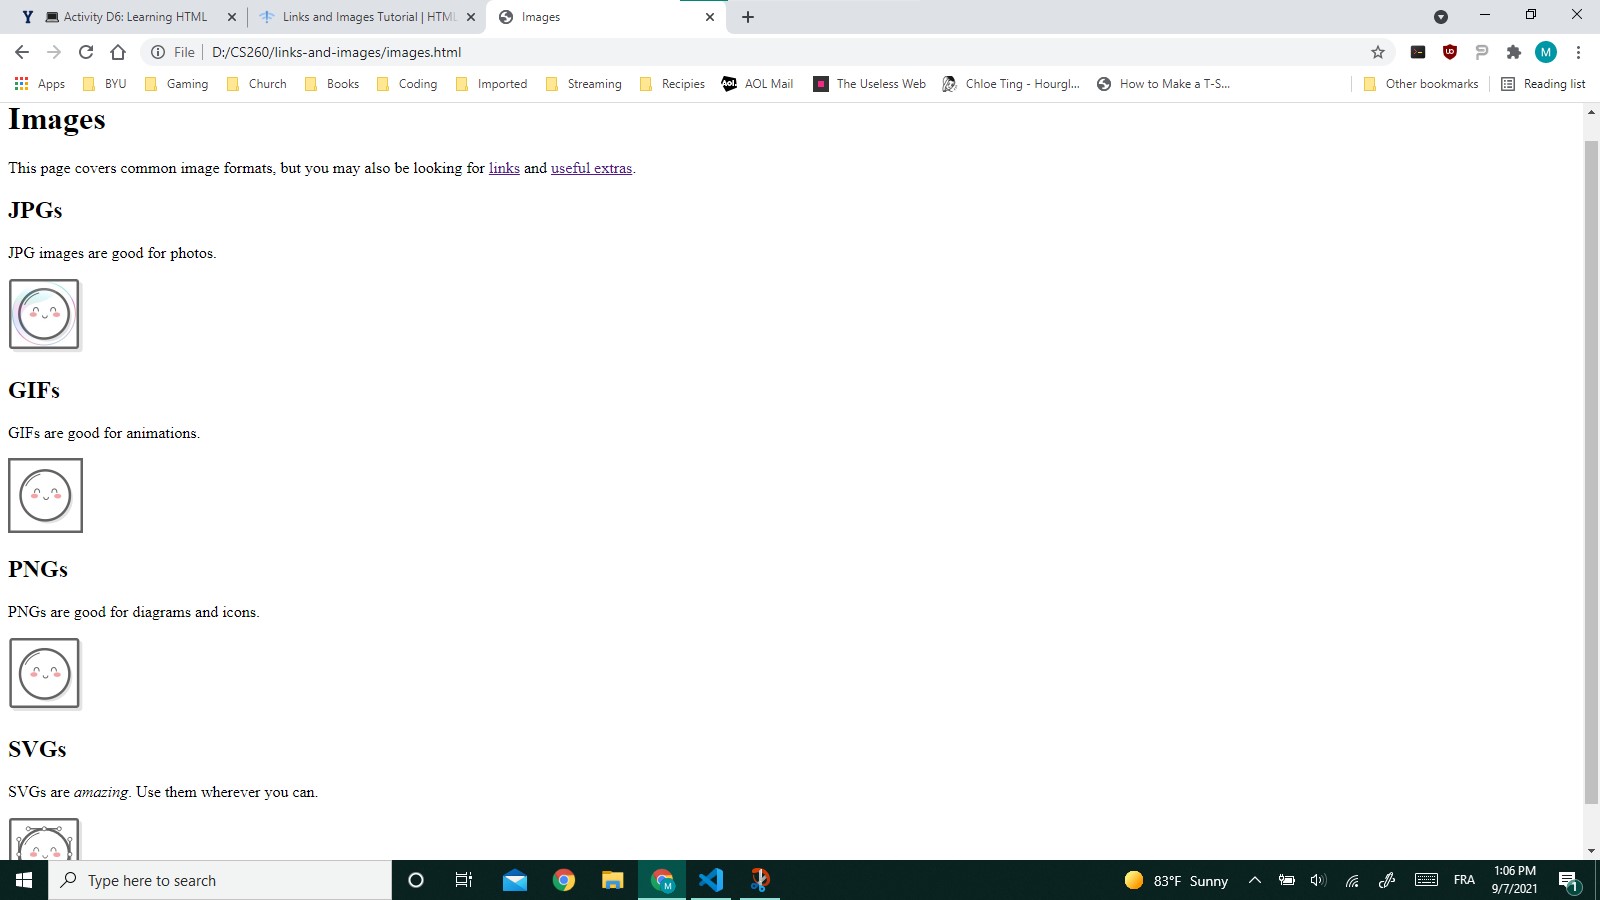 Activity D6: Learning HTML
Links and Images Tutorial | HTML
Images
File
D:/CS260/links-and-images/images.html
Apps BYU Gaming Church Books Coding Imported Streaming Recipies AOL Mail The Useless Web Chloe Ting - Hourgl... How to Make a T-S... Other bookmarks Reading list
Images
This page covers common image formats, but you may also be looking for links and useful extras.
JPGs
JPG images are good for photos.
GIFs
GIFs are good for animations.
PNGs
PNGs are good for diagrams and icons.
SVGs
SVGs are amazing. Use them wherever you can.
Type here to search
83°F Sunny
FRA
1:06 PM
9/7/2021
1